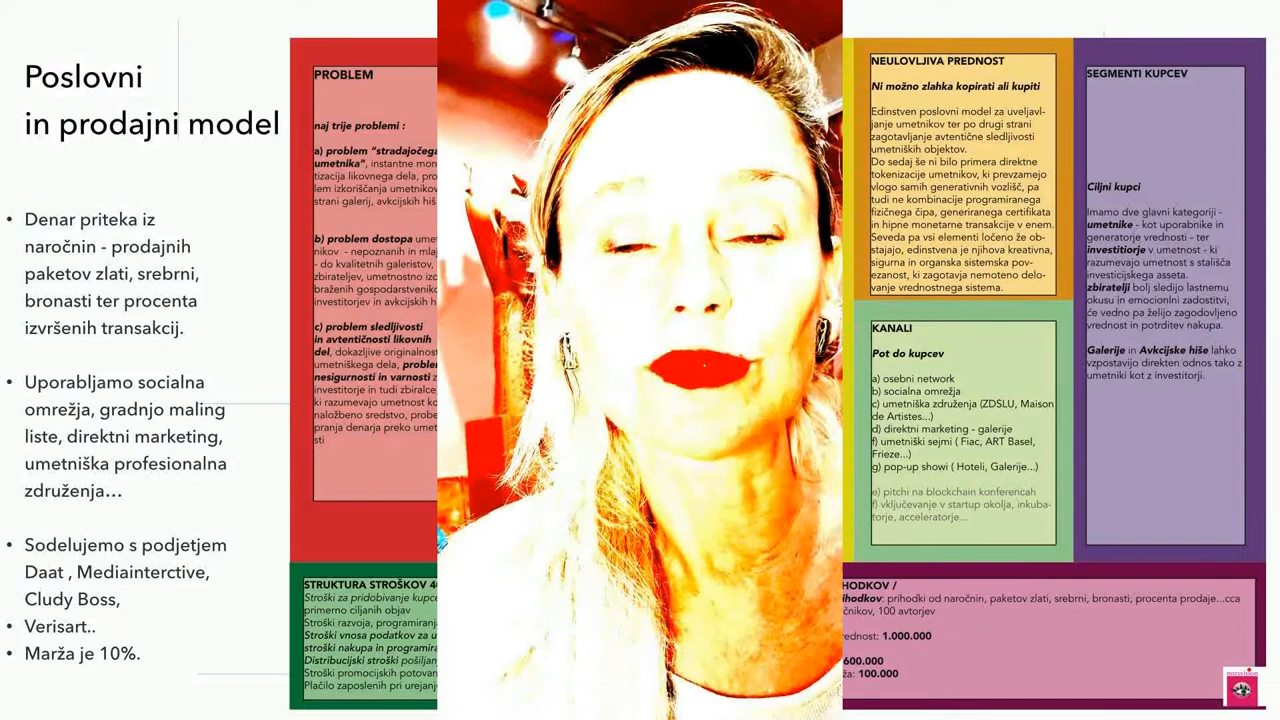 Poslovni
in prodajni model
• Denar priteka iz
naročnin - prodajnih
paketov zlati, srebrni,
bronasti ter procenta
izvršenih transakcij.
• Uporabljamo socialna
omrežja, gradnjo maling
liste, direktni marketing,
umetniška profesionalna
združenja…
• Sodelujemo s podjetjem
Daat , Mediainterctive,
Cludy Boss,
• Verisart..
• Marža je 10%.
PROBLEM
naj trije problemi :
a) problem “stradajočega
umetnika”, instantne mon
tizacija likovnega dela, pro
lem izkoriščanja umetnikov
strani galerij, avkcijskih hiš
b) problem dostopa umet
nikov - nepoznanih in mlaj
- do kvalitetnih galeristov,
zbirateljev, umetnostno izo
braženih gospodarstveniko
investitorjev in avkcijskih h
c) problem sledljivosti
in avtentičnosti likovnih
del, dokazljive originalnost
umetniškega dela, proble
nesigurnosti in varnosti z
investitorje in tudi zbiralce,
ki razumevajo umetnost ko
naložbeno sredstvo, probe
pranja denarja preko umet
sti
STRUKTURA STROŠKOV 40
Stroški za pridobivanje kupce
primerno ciljanih objav
Stroški razvoja, programiranj
Stroški vnosa podatkov za u
stroški nakupa in programira
Distribucijski stroški pošiljan
Stroški promocijskih potovan
Plačilo zaposlenih pri urejanj
NEULOVLJIVA PREDNOST
Ni možno zlahka kopirati ali kupiti
Edinstven poslovni model za uveljavl-
janje umetnikov ter po drugi strani
zagotavljanje avtentične sledljivosti
umetniških objektov.
Do sedaj še ni bilo primera direktne
tokenizacije umetnikov, ki prevzamejo
vlogo samih generativnih vozlišč, pa
tudi ne kombinacije programiranega
fizičnega čipa, generiranega certifikata
in hipne monetarne transakcije v enem.
Seveda pa vsi elementi ločeno že ob-
stajajo, edinstvena je njihova kreativna,
sigurna in organska sistemska pov-
ezanost, ki zagotavja nemoteno delo-
vanje vrednostnega sistema.
KANALI
Pot do kupcev
a) osebni network
b) socialna omrežja
c) umetniška združenja (ZDSLU, Maison
de Artistes...)
d) direktni marketing - galerije
f) umetniški sejmi ( Fiac, ART Basel,
Frieze...)
g) pop-up showi ( Hoteli, Galerije...)
e) pitchi na blockchain konferencah
f) vključevanje v startup okolja, inkuba-
torje, acceleratorje...
SEGMENTI KUPCEV
Ciljni kupci
Imamo dve glavni kategoriji -
umetnike - kot uporabnike in
generatorje vrednosti - ter
investitiorje v umetnost - ki
razumevajo umetnost s stališča
investicijskega asseta.
zbiratelji bolj sledijo lastnemu
okusu in emocionlni zadostitvi,
če vedno pa želijo zagodovljeno
vrednost in potrditev nakupa.
Galerije in Avkcijske hiše lahko
vzpostavijo direkten odnos tako z
umetniki kot z investitorji.
HODKOV /
ihodkov: prihodki od naročnin, paketov zlati, srebrni, bronasti, procenta prodaje...cca
čnikov, 100 avtorjev
rednost: 1.000.000
600.000
ža: 100.000